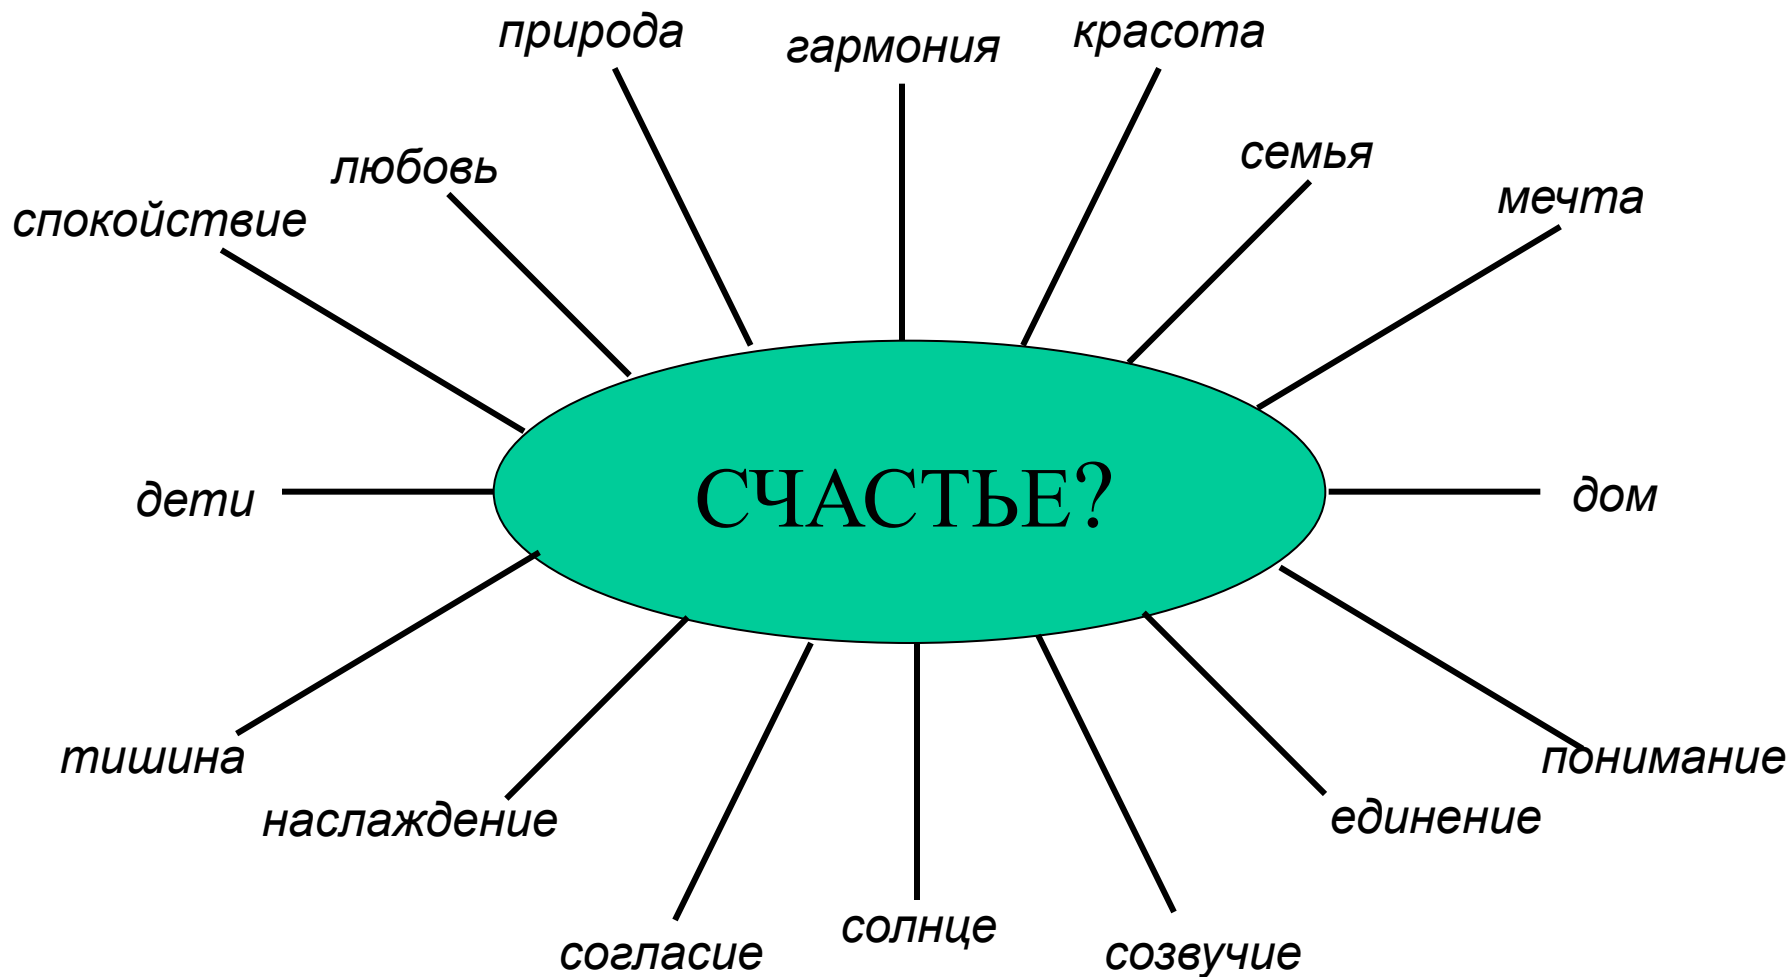 природа
гармония
красота
любовь
семья
спокойствие
мечта
СЧАСТЬЕ?
дети
дом
тишина
понимание
наслаждение
единение
согласие
солнце
созвучие